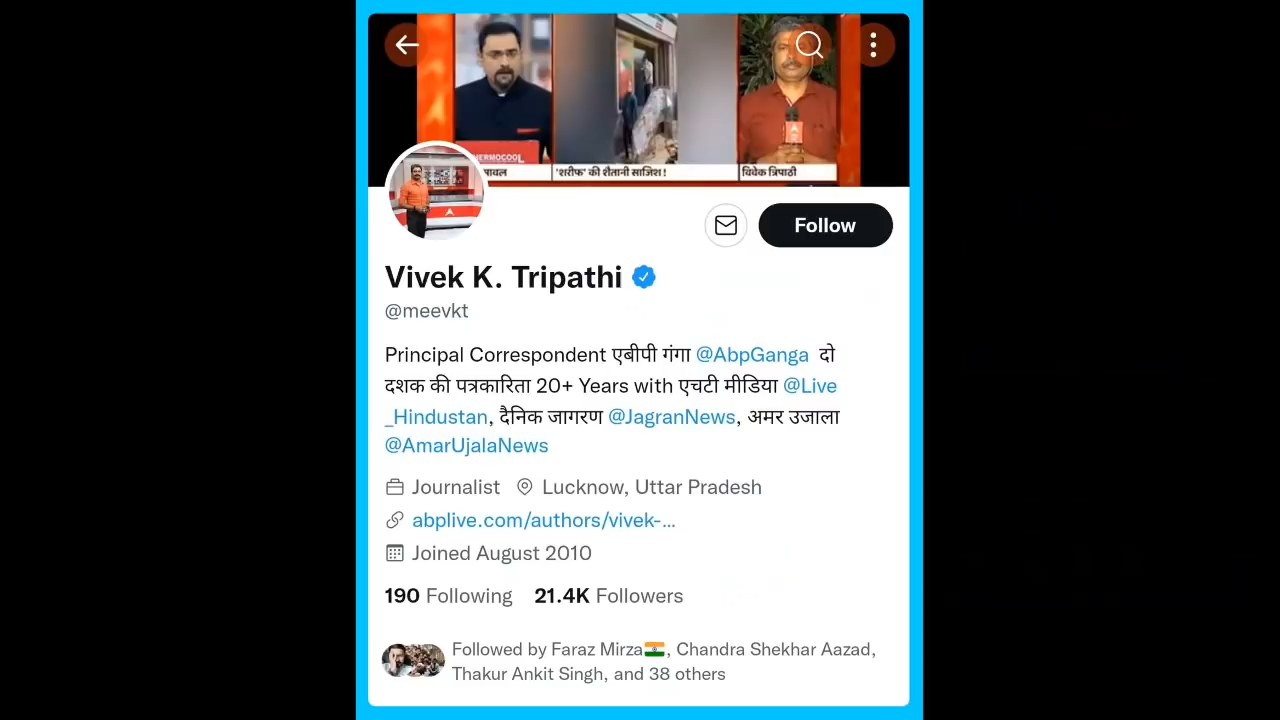 HERMOCOOL
पावल
'शरीफ' की शैतानी साजिश!
विवेक त्रिपाठी
Follow
Vivek K. Tripathi
@meevkt
Principal Correspondent एबीपी गंगा @AbpGanga दो
दशक की पत्रकारिता 20+ Years with एचटी मीडिया @Live
_Hindustan, दैनिक जागरण @JagranNews, अमर उजाला
@AmarUjalaNews
Journalist Lucknow, Uttar Pradesh
abplive.com/authors/vivek-...
Joined August 2010
190 Following 21.4K Followers
Followed by Faraz Mirza🇮🇳, Chandra Shekhar Aazad,
Thakur Ankit Singh, and 38 others